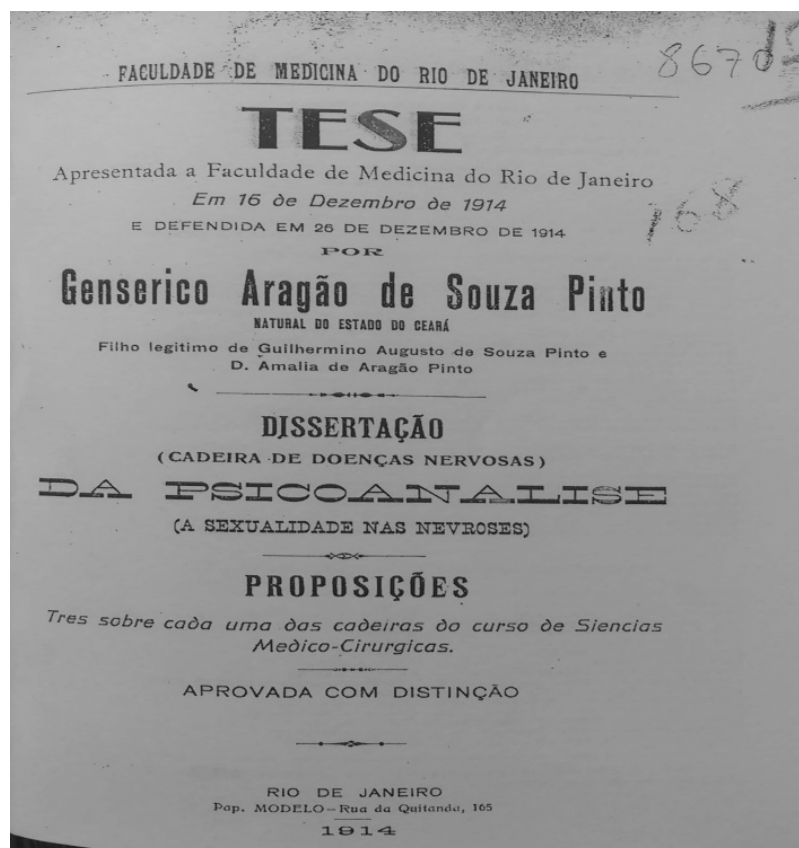 8670
FACULDADE DE MEDICINA DO RIO DE JANEIRO
TESE
Apresentada a Faculdade de Medicina do Rio de Janeiro
Em 16 de Dezembro de 1914
168
E DEFENDIDA EM 26 DE DEZEMBRO DE 1914
POR
Genserico Aragão de Souza Pinto
NATURAL DO ESTADO DO CEARÁ
Filho legitimo de Guilhermino Augusto de Souza Pinto e
D. Amalia de Aragão Pinto
DISSERTAÇÃO
(CADEIRA DE DOENÇAS NERVOSAS)
DA PSICOANALISE
(A SEXUALIDADE NAS NEVROSES)
PROPOSIÇÕES
Tres sobre cada uma das cadeiras do curso de Siencias
Medico-Cirurgicas.
APROVADA COM DISTINÇÃO
RIO DE JANEIRO
Pap. MODELO—Rua da Quitanda, 165
1914